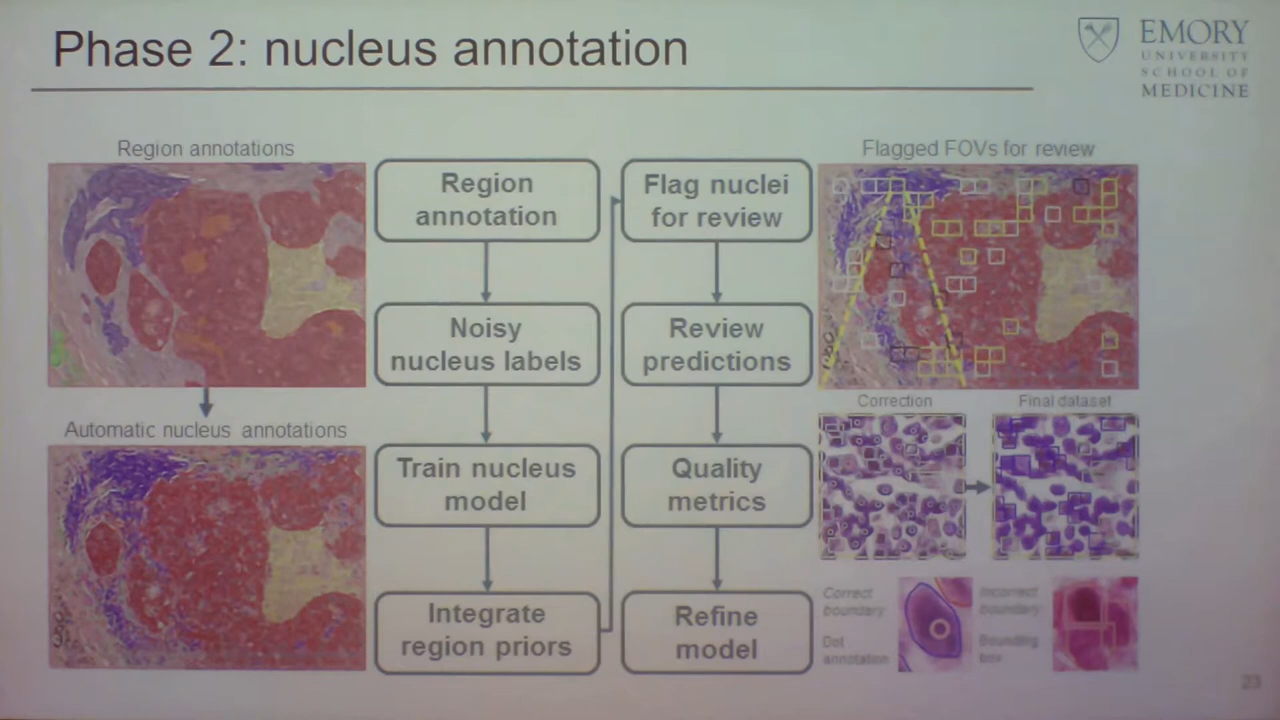 Phase 2: nucleus annotation
EMORY
UNIVERSITY
SCHOOL OF
MEDICINE
Region annotations
Automatic nucleus annotations
Region
annotation
Noisy
nucleus labels
Train nucleus
model
Integrate
region priors
Flag nuclei
for review
Review
predictions
Quality
metrics
Refine
model
Flagged FOVs for review
Correction
Final dataset
Correct
boundary
Dot
annotation
Incorrect
boundary
Bounding
box
23